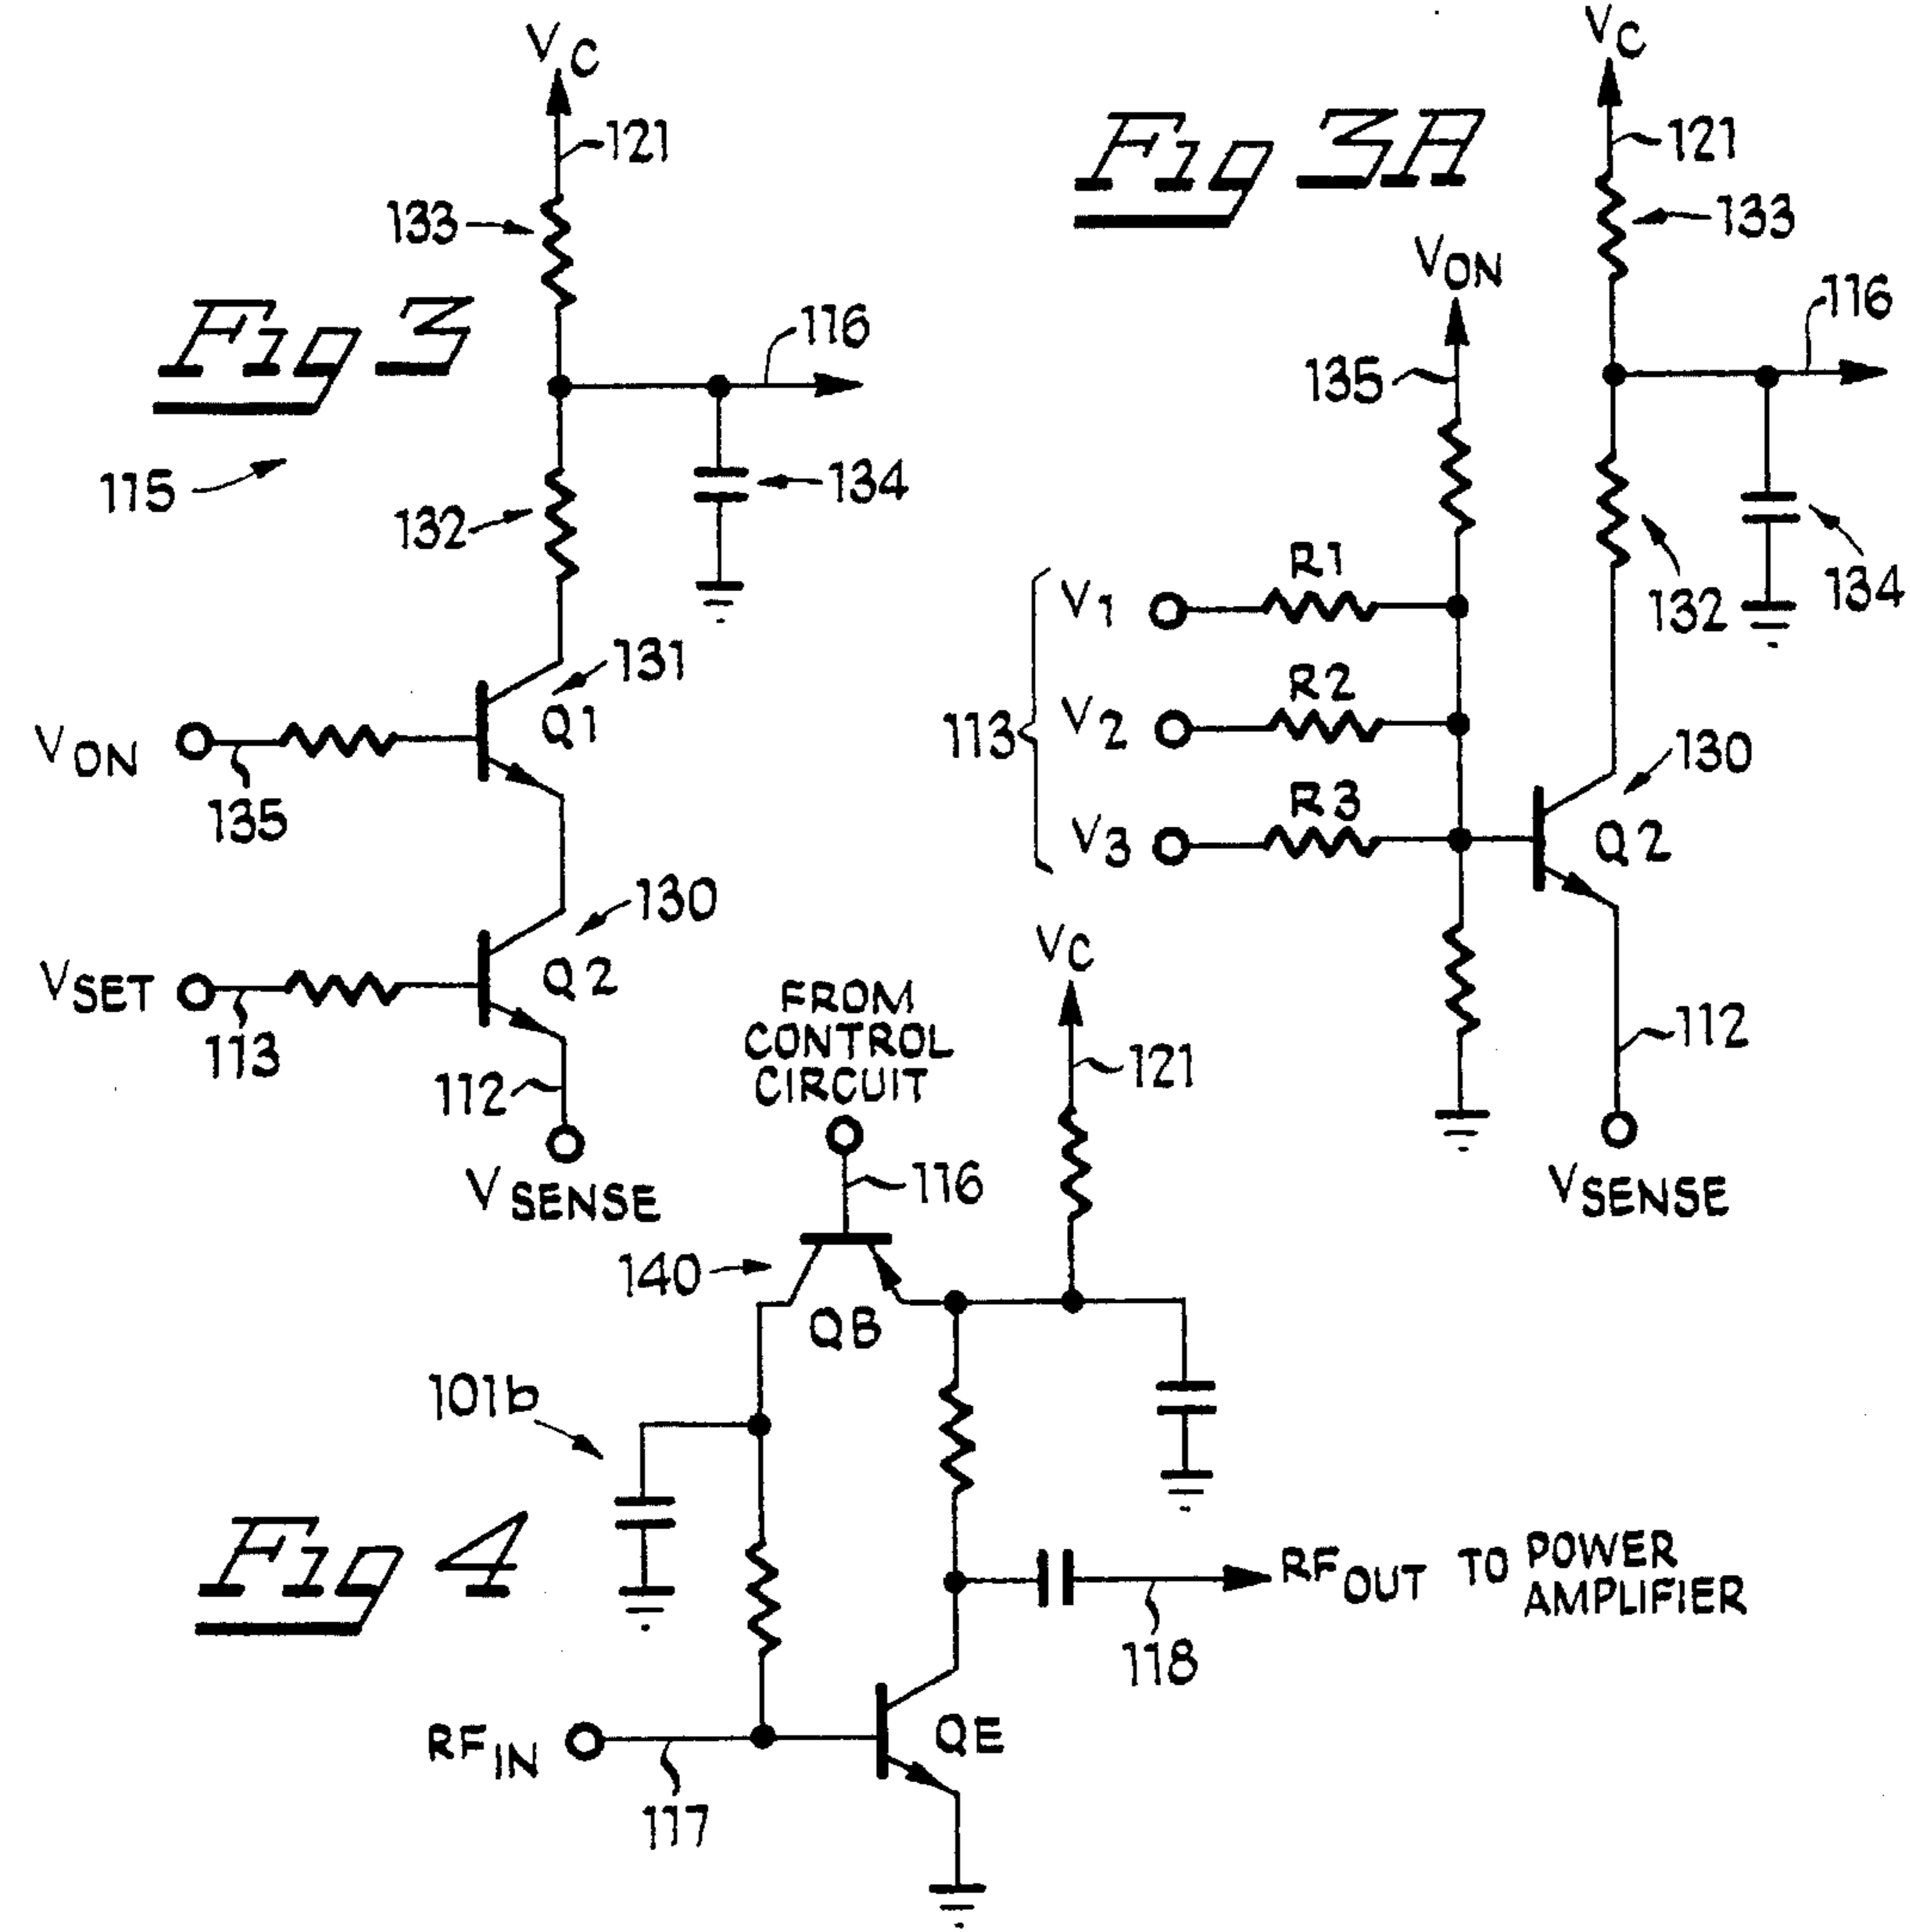 Fig 3
115
VC
121
133
116
134
132
131
Q1
VON
135
130
Q2
VSET
113
112
VSENSE
Fig 3A
VC
121
133
116
VON
135
134
132
113
V1
R1
V2
R2
V3
R3
130
Q2
112
VSENSE
Fig 4
FROM
CONTROL
CIRCUIT
116
VC
121
140
QB
101b
RFOUT TO POWER
AMPLIFIER
118
RFIN
117
QE